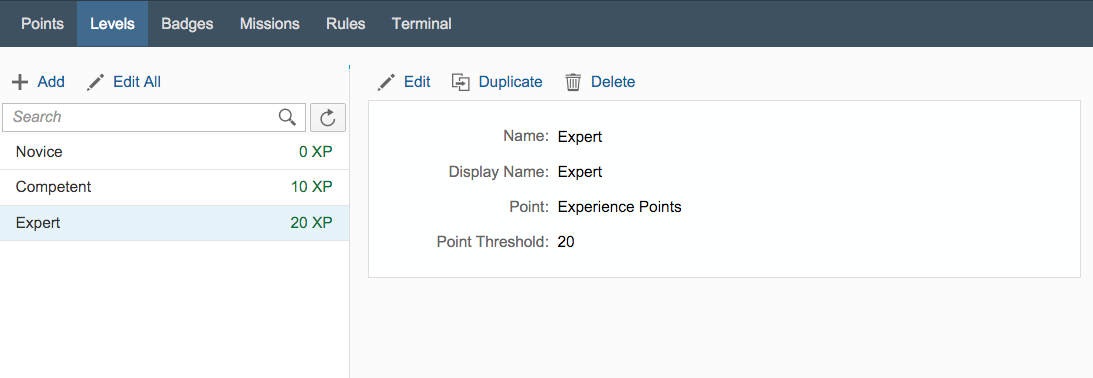 Points Levels Badges Missions Rules Terminal
Add Edit All
Search
Novice 0 XP
Competent 10 XP
Expert 20 XP
Edit Duplicate Delete
Name: Expert
Display Name: Expert
Point: Experience Points
Point Threshold: 20